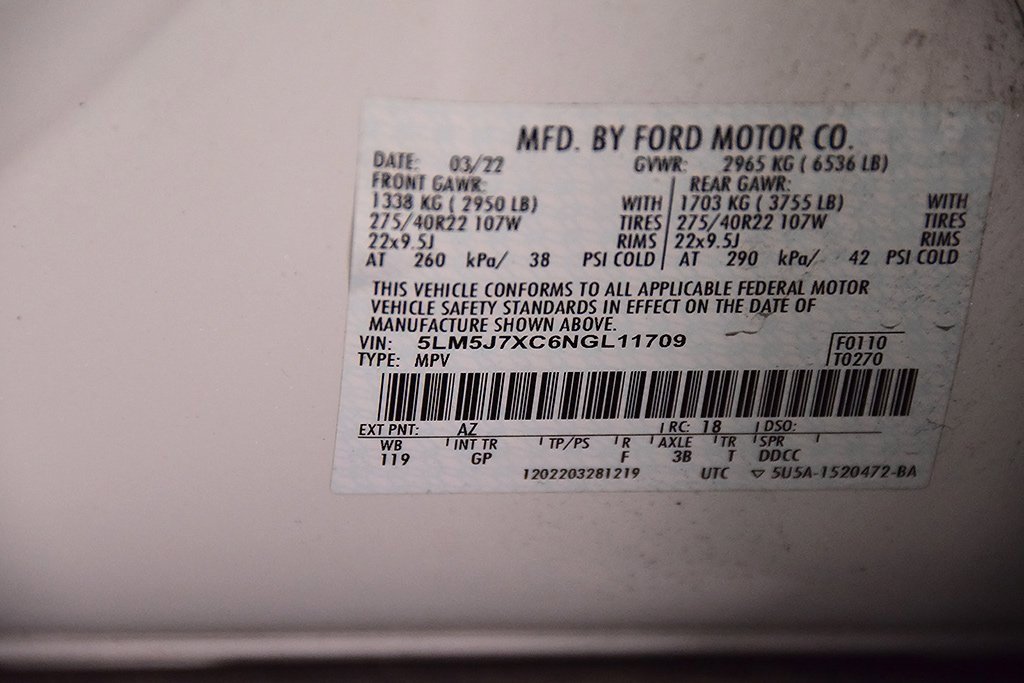 MFD. BY FORD MOTOR CO.
DATE: 03/22 GVWR: 2965 KG ( 6536 LB)
FRONT GAWR: REAR GAWR:
1338 KG ( 2950 LB) WITH 1703 KG ( 3755 LB) WITH
275/40R22 107W TIRES 275/40R22 107W TIRES
22x9.5J RIMS 22x9.5J RIMS
AT 260 kPa/ 38 PSI COLD AT 290 kPa/ 42 PSI COLD
THIS VEHICLE CONFORMS TO ALL APPLICABLE FEDERAL MOTOR
VEHICLE SAFETY STANDARDS IN EFFECT ON THE DATE OF
MANUFACTURE SHOWN ABOVE.
VIN: 5LM5J7XC6NGL11709 F0110
TYPE: MPV T0270
EXT PNT: AZ RC: 18 DSO:
WB INT TR TP/PS R AXLE TR SPR
119 GP F 3B T DDCC
1202203281219 UTC ▽ 5U5A-1520472-BA